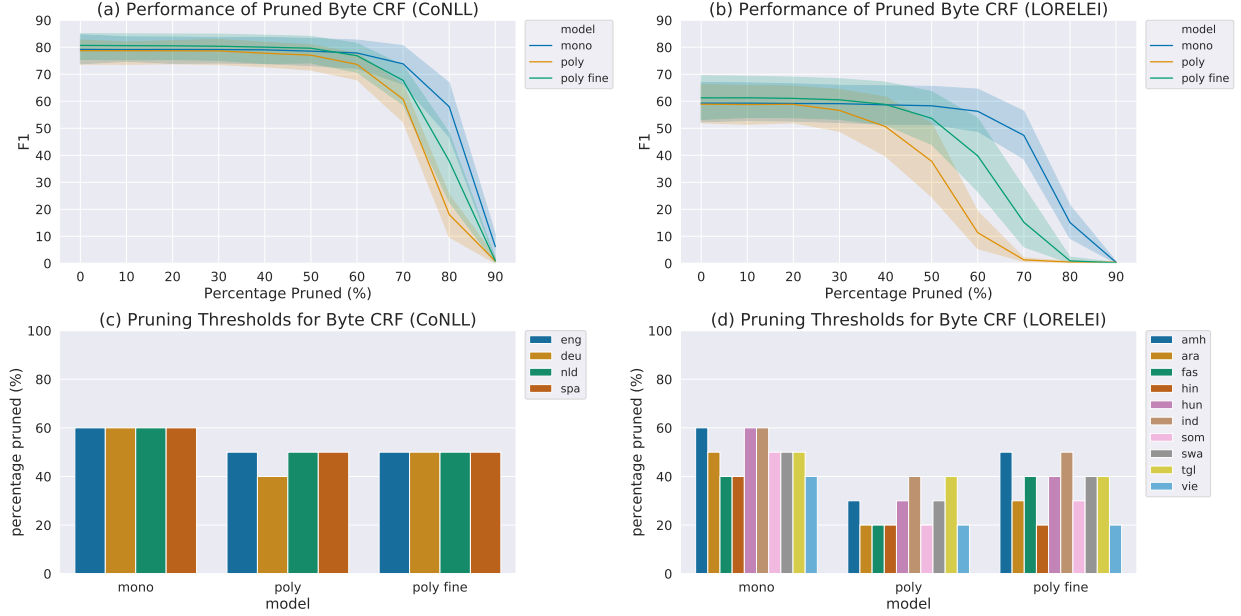 (a) Performance of Pruned Byte CRF (CoNLL)
90
80
70
60
50
40
30
20
10
0
F1
0 10 20 30 40 50 60 70 80 90
Percentage Pruned (%)
model
mono
poly
poly fine
(b) Performance of Pruned Byte CRF (LORELEI)
90
80
70
60
50
40
30
20
10
0
F1
0 10 20 30 40 50 60 70 80 90
Percentage Pruned (%)
model
mono
poly
poly fine
(c) Pruning Thresholds for Byte CRF (CoNLL)
100
80
60
40
20
0
percentage pruned (%)
mono poly poly fine
model
eng
deu
nld
spa
(d) Pruning Thresholds for Byte CRF (LORELEI)
100
80
60
40
20
0
percentage pruned (%)
mono poly poly fine
model
amh
ara
fas
hin
hun
ind
som
swa
tgl
vie